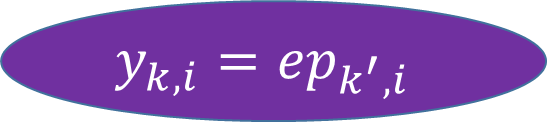 y_{k,i} = ep_{k',i}